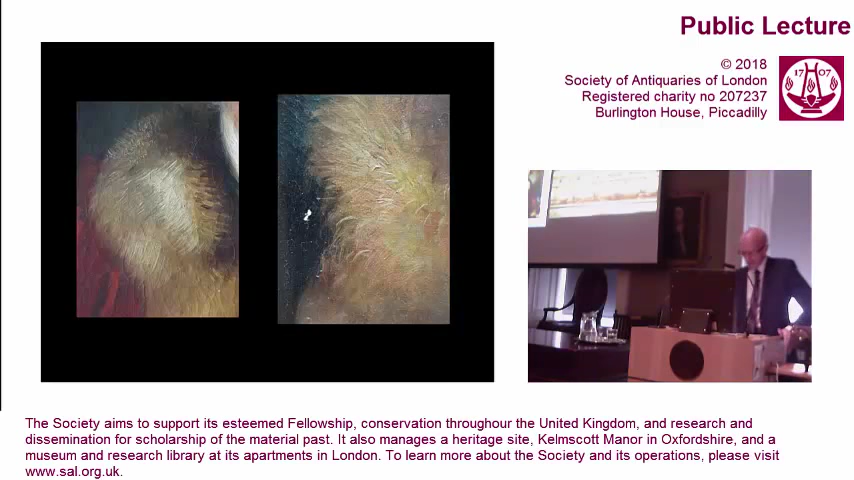 Public Lecture
© 2018
Society of Antiquaries of London
Registered charity no 207237
Burlington House, Piccadilly
17 07
The Society aims to support its esteemed Fellowship, conservation throughour the United Kingdom, and research and
dissemination for scholarship of the material past. It also manages a heritage site, Kelmscott Manor in Oxfordshire, and a
museum and research library at its apartments in London. To learn more about the Society and its operations, please visit
www.sal.org.uk.